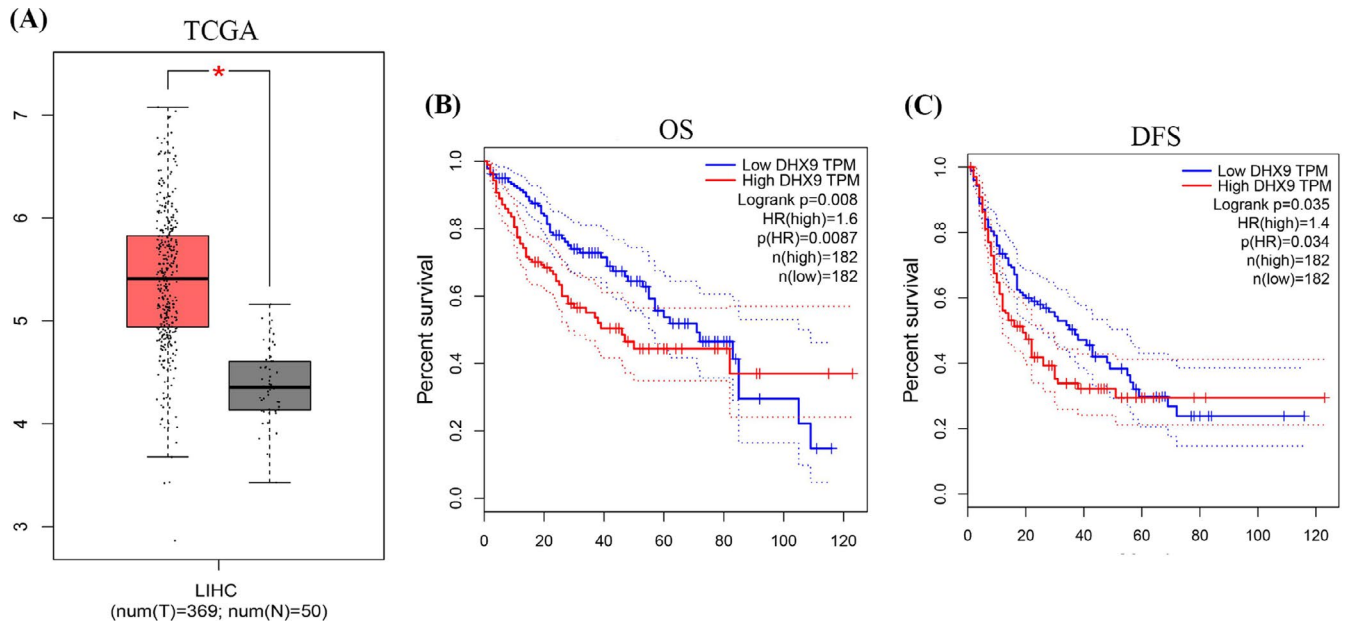 (A)
TCGA
*
7
6
5
4
3
LIHC
(num(T)=369; num(N)=50)
(B)
OS
Percent survival
1.0
0.8
0.6
0.4
0.2
0.0
0 20 40 60 80 100 120
Low DHX9 TPM
High DHX9 TPM
Logrank p=0.008
HR(high)=1.6
p(HR)=0.0087
n(high)=182
n(low)=182
(C)
DFS
Percent survival
1.0
0.8
0.6
0.4
0.2
0.0
0 20 40 60 80 100 120
Low DHX9 TPM
High DHX9 TPM
Logrank p=0.035
HR(high)=1.4
p(HR)=0.034
n(high)=182
n(low)=182